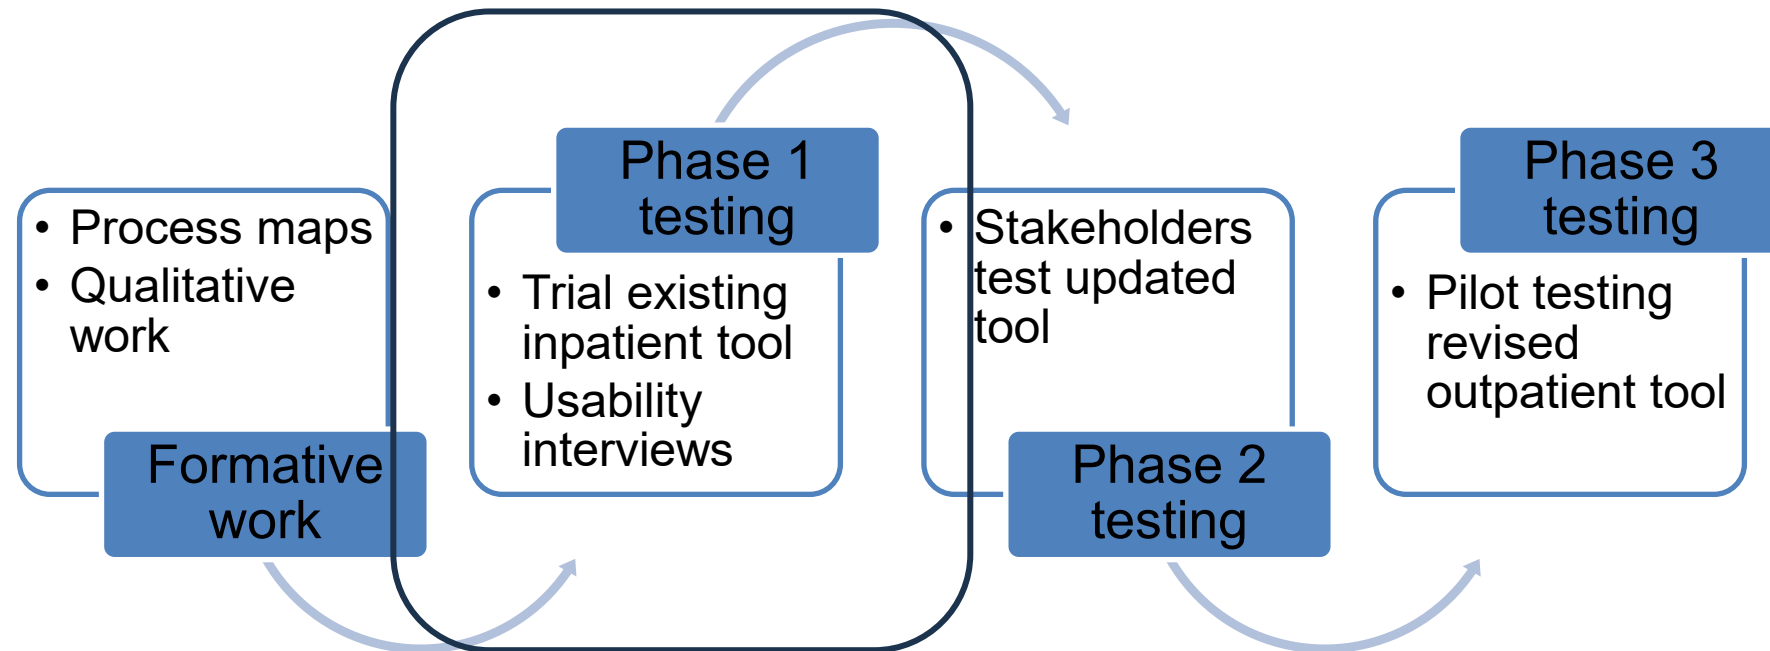 • Process maps
• Qualitative
work
Formative
work
Phase 1
testing
• Trial existing
inpatient tool
• Usability
interviews
• Stakeholders
test updated
tool
Phase 2
testing
Phase 3
testing
• Pilot testing
revised
outpatient tool